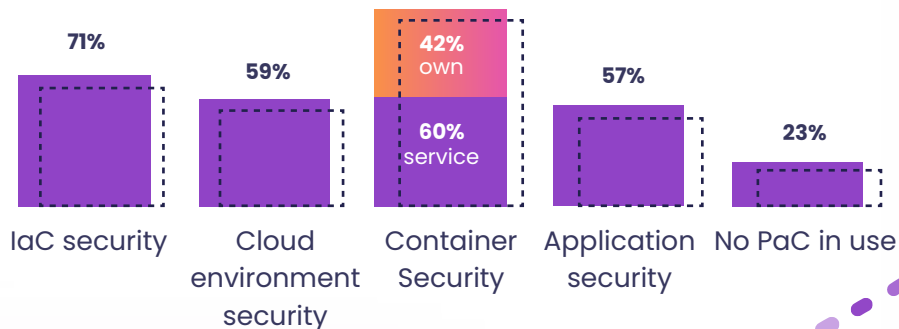 71%
59%
42%
own
60%
service
57%
23%
IaC security
Cloud
environment
security
Container
Security
Application
security
No PaC in use